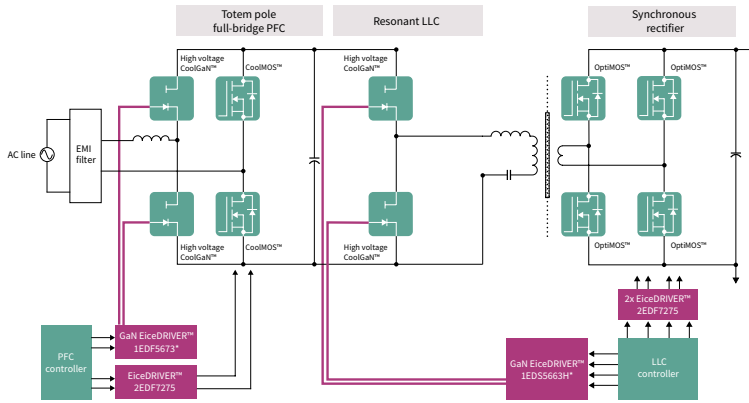 Totem pole
full-bridge PFC
Resonant LLC
Synchronous
rectifier
High voltage
CoolGaN™
CoolMOS™
High voltage
CoolGaN™
OptiMOS™
OptiMOS™
AC line
EMI
filter
High voltage
CoolGaN™
CoolMOS™
High voltage
CoolGaN™
OptiMOS™
OptiMOS™
2x EiceDRIVER™
2EDF7275
PFC
controller
GaN EiceDRIVER™
1EDF5673*
EiceDRIVER™
2EDF7275
GaN EiceDRIVER™
1EDS5663H*
LLC
controller